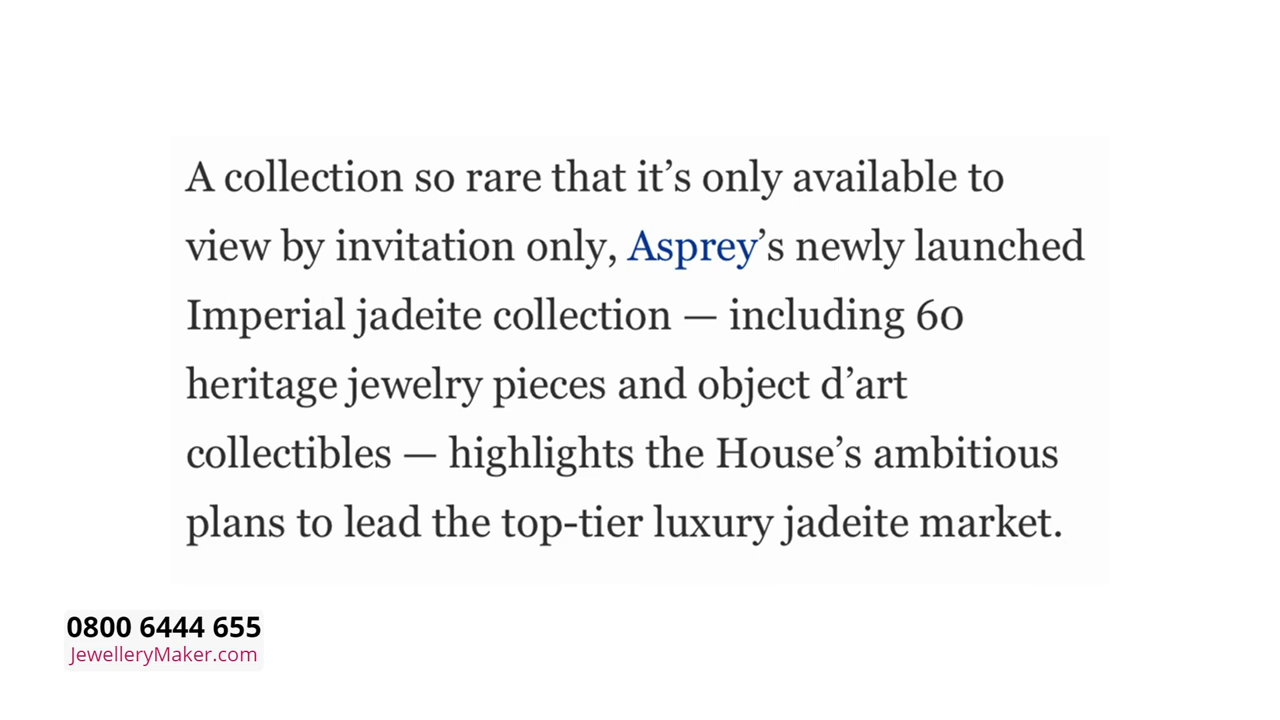 A collection so rare that it’s only available to
view by invitation only, Asprey’s newly launched
Imperial jadeite collection — including 60
heritage jewelry pieces and object d’art
collectibles — highlights the House’s ambitious
plans to lead the top-tier luxury jadeite market.
0800 6444 655
JewelleryMaker.com